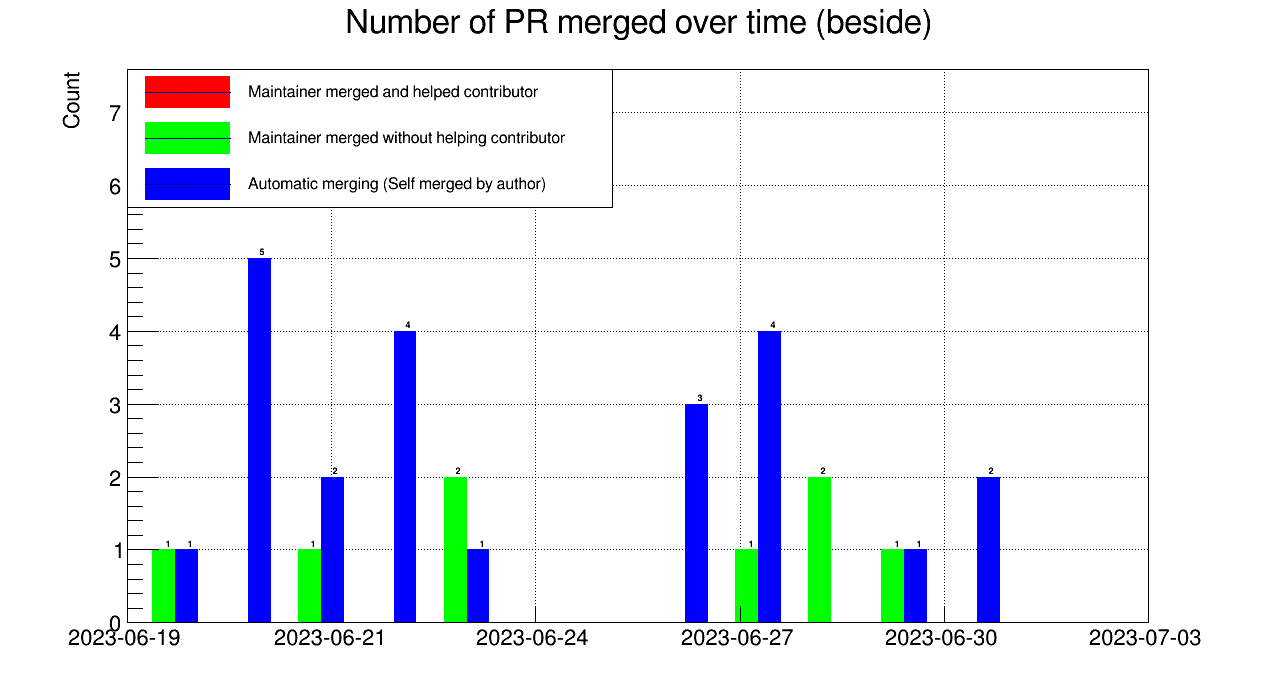 Number of PR merged over time (beside)
Count
Maintainer merged and helped contributor
Maintainer merged without helping contributor
Automatic merging (Self merged by author)
7
6
5
4
3
2
1
0
1 1 5 1 2 4 2 1 3 1 4 2 1 1 2
2023-06-19 2023-06-21 2023-06-24 2023-06-27 2023-06-30 2023-07-03